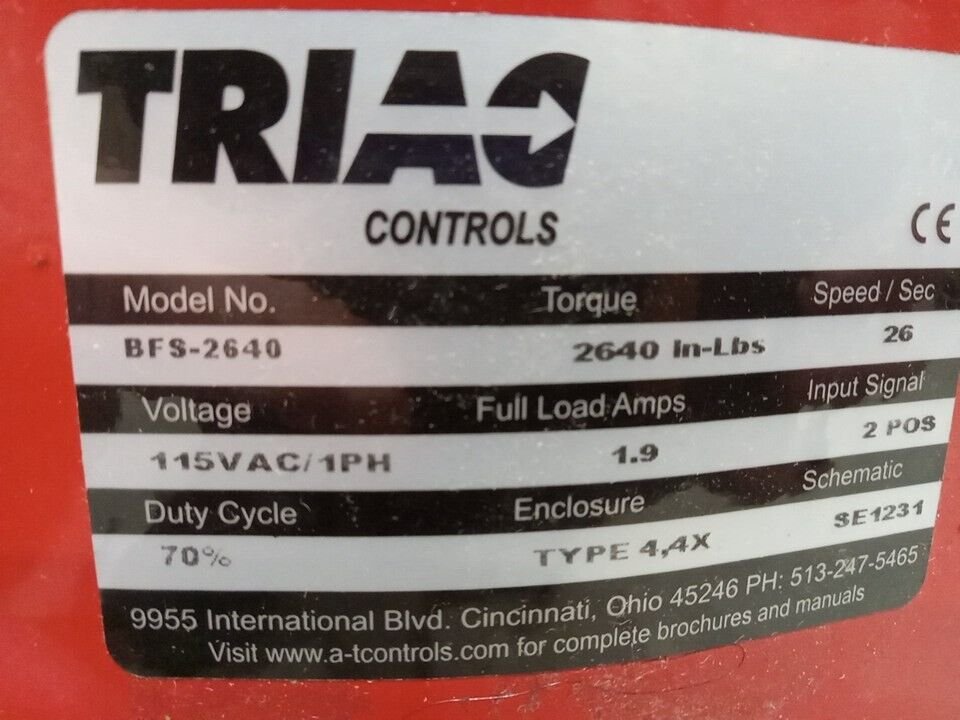 TRIAC
CONTROLS
CE
Model No. Torque Speed / Sec
BFS-2640 2640 In-Lbs 26
Voltage Full Load Amps Input Signal
115VAC/1PH 1.9 2 POS
Duty Cycle Enclosure Schematic
70% TYPE 4,4X SE1231
9955 International Blvd. Cincinnati, Ohio 45246 PH: 513-247-5465
Visit www.a-tcontrols.com for complete brochures and manuals